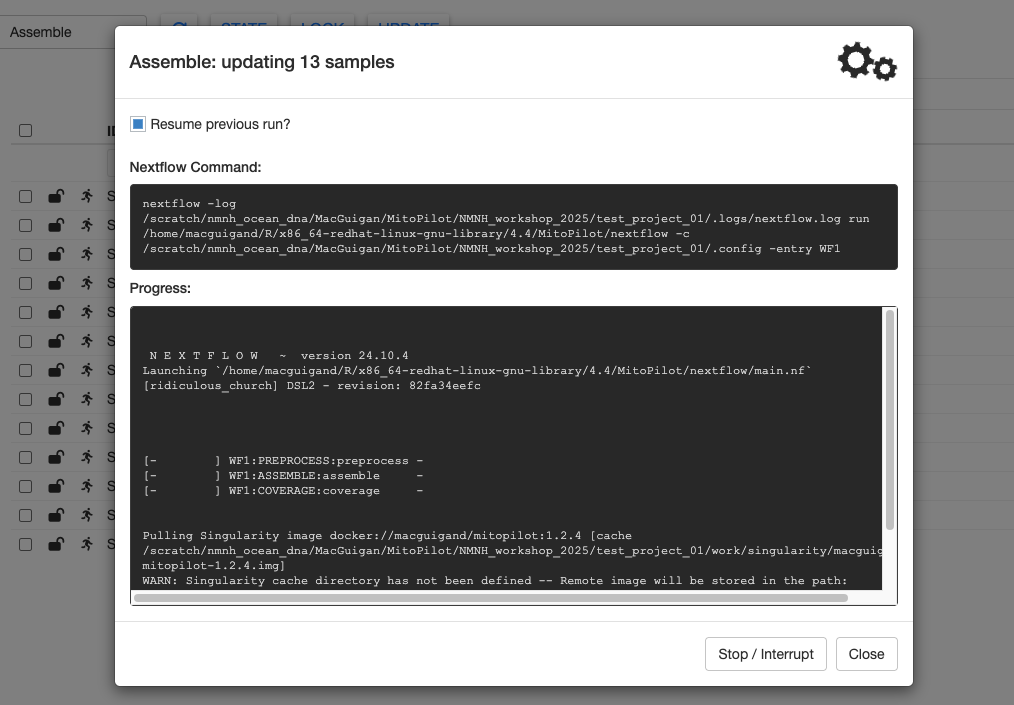 Assemble
STATE
LOCK
UPDATE
Assemble: updating 13 samples
Resume previous run?
Nextflow Command:
nextflow -log
/scratch/nmnh_ocean_dna/MacGuigan/MitoPilot/NMNH_workshop_2025/test_project_01/.logs/nextflow.log run
/home/macguigand/R/x86_64-redhat-linux-gnu-library/4.4/MitoPilot/nextflow -c
/scratch/nmnh_ocean_dna/MacGuigan/MitoPilot/NMNH_workshop_2025/test_project_01/.config -entry WF1
Progress:
N E X T F L O W   ~  version 24.10.4
Launching `/home/macguigand/R/x86_64-redhat-linux-gnu-library/4.4/MitoPilot/nextflow/main.nf`
[ridiculous_church] DSL2 - revision: 82fa34eefc
[-        ] WF1:PREPROCESS:preprocess -
[-        ] WF1:ASSEMBLE:assemble     -
[-        ] WF1:COVERAGE:coverage     -
Pulling Singularity image docker://macguigand/mitopilot:1.2.4 [cache
/scratch/nmnh_ocean_dna/MacGuigan/MitoPilot/NMNH_workshop_2025/test_project_01/work/singularity/macguig
mitopilot-1.2.4.img]
WARN: Singularity cache directory has not been defined -- Remote image will be stored in the path:
Stop / Interrupt
Close